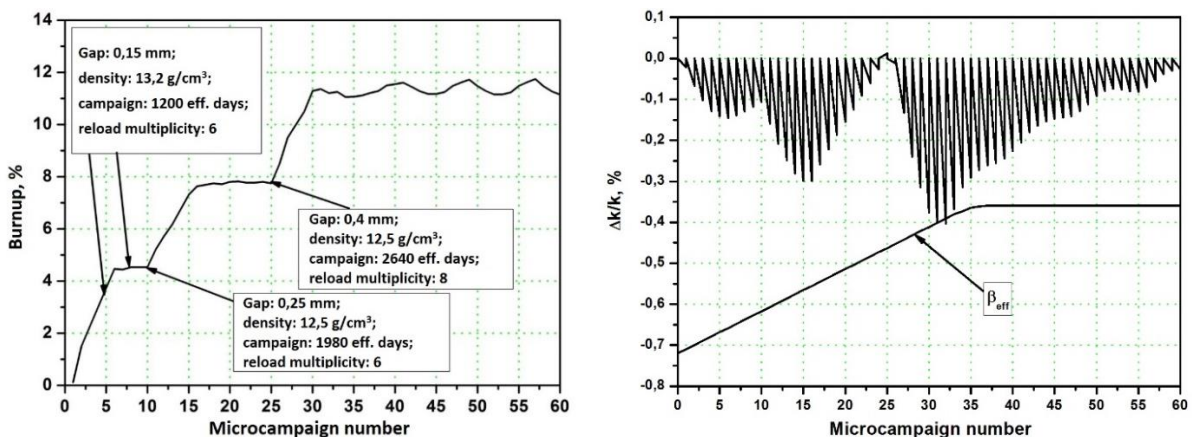 14
12
10
8
6
4
2
0
Burnup, %
Gap: 0,15 mm;
density: 13,2 g/cm³;
campaign: 1200 eff. days;
reload multiplicity: 6
Gap: 0,4 mm;
density: 12,5 g/cm³;
campaign: 2640 eff. days;
reload multiplicity: 8
Gap: 0,25 mm;
density: 12,5 g/cm³;
campaign: 1980 eff. days;
reload multiplicity: 6
0 5 10 15 20 25 30 35 40 45 50 55 60
Microcampaign number
0,1
0,0
-0,1
-0,2
-0,3
-0,4
-0,5
-0,6
-0,7
-0,8
Δk/k, %
βeff
0 5 10 15 20 25 30 35 40 45 50 55 60
Microcampaign number